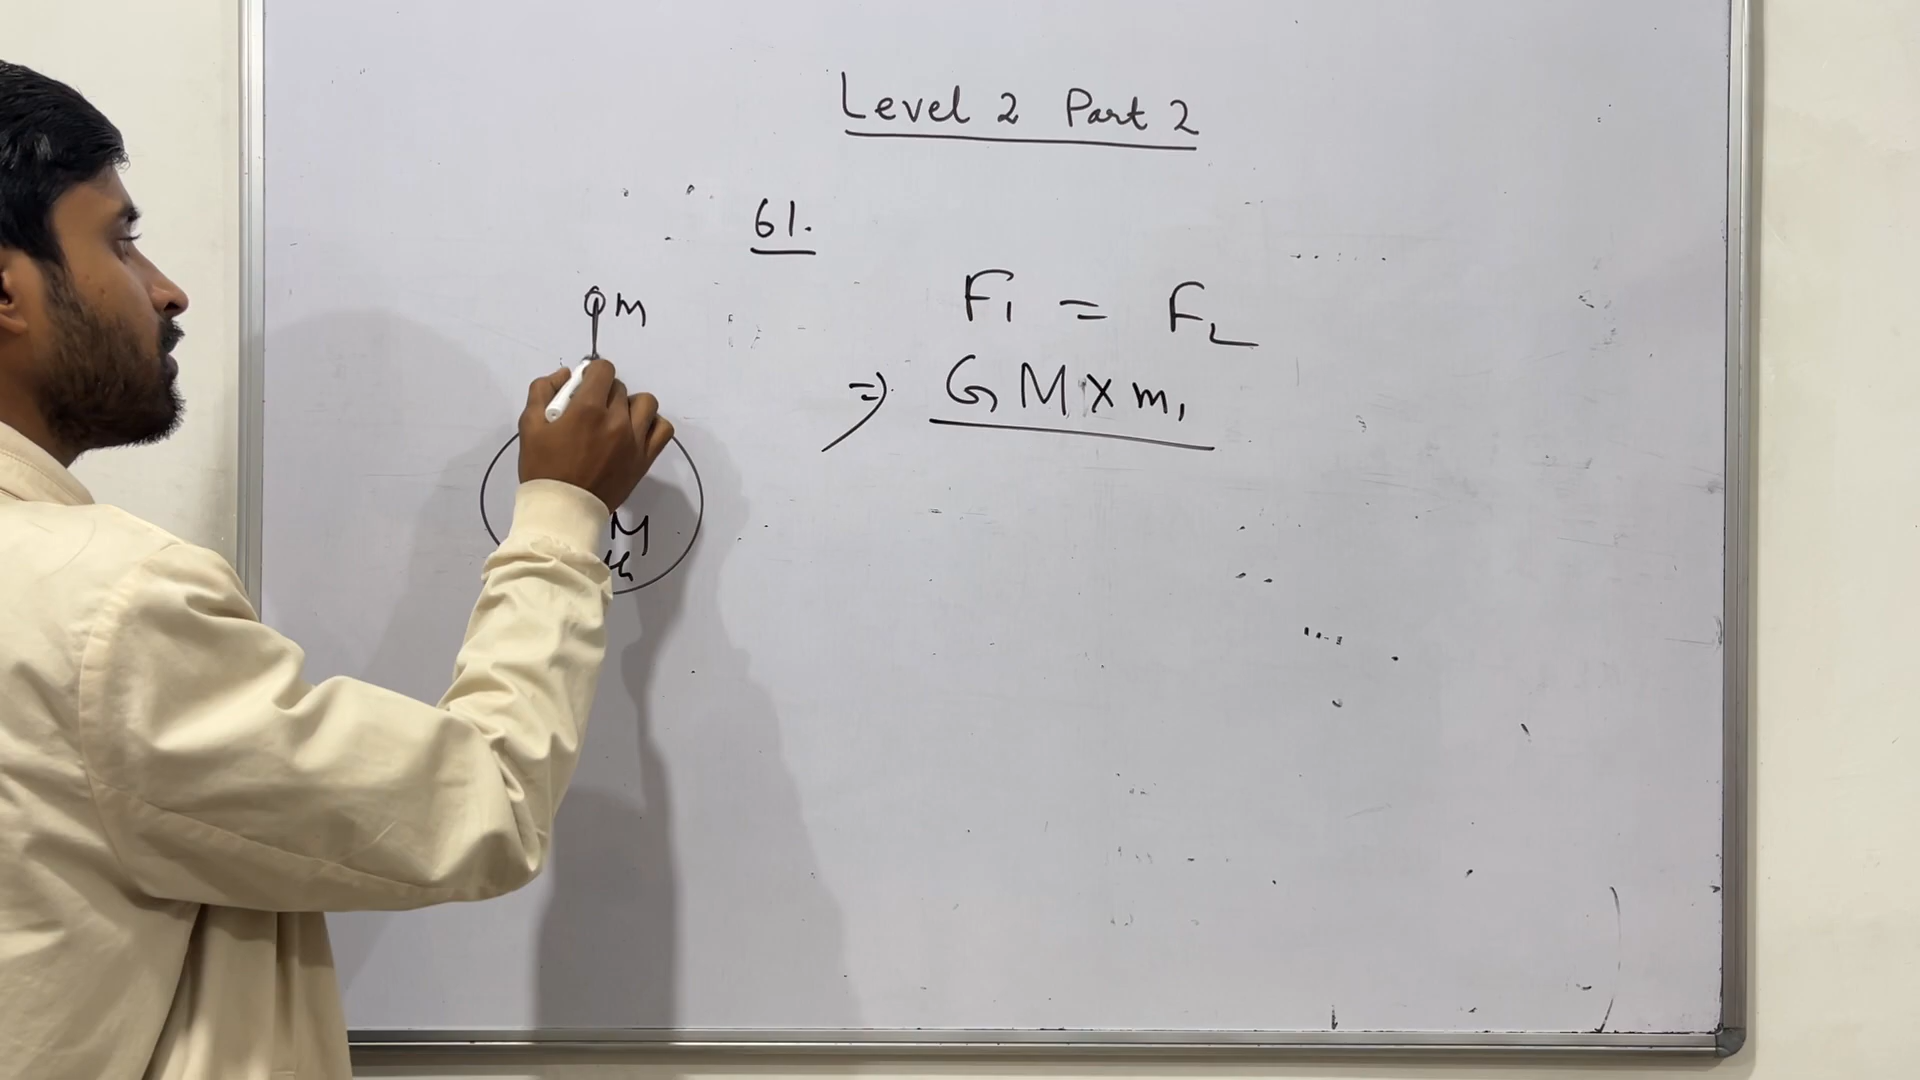 Level 2 Part 2
61.
m
F1 = F2
⇒ G M x m1
M